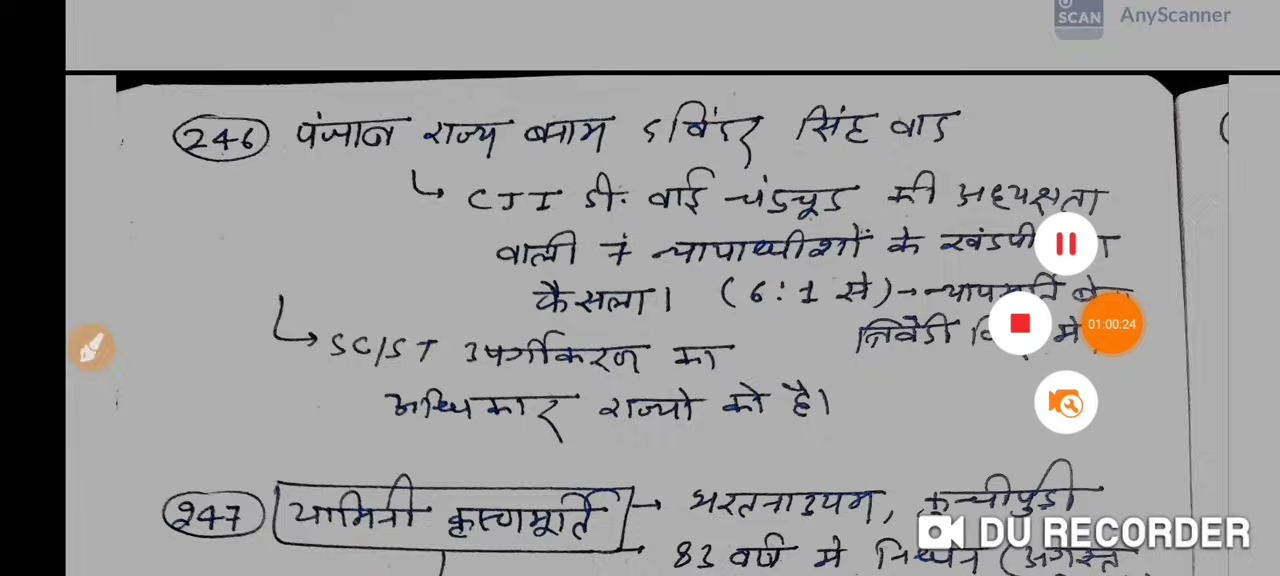 SCAN AnyScanner
246 पंजाब राज्य बनाम दविंदर सिंह वाद
↳ CJI डी. वाई चंद्रचूड की अध्यक्षता
वाली 7 न्यायाधीशों के खंडपी
फैसला। (6:1 से) → न्यायमूर्ति
त्रिवेदी में
↳ SC/ST उपवर्गीकरण का
अधिकार राज्यो को है।
01:00:24
247 यामिनी कृष्णमूर्ति → भरतनाट्यम, कुच्चीपुडी
83 वर्ष मे निधन (अगस्त
DU RECORDER